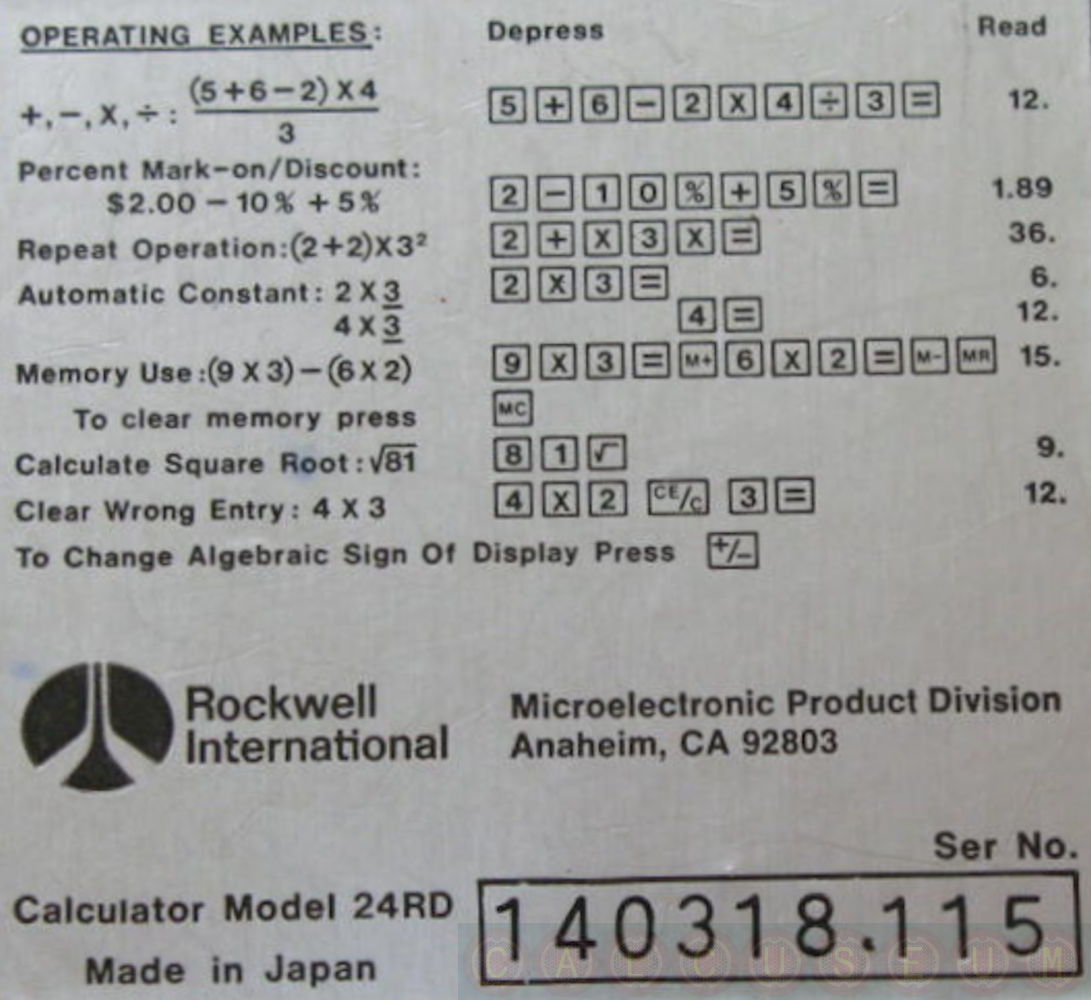 OPERATING EXAMPLES: Depress Read
+,−,X,÷: (5+6−2)X4 / 3 5 + 6 − 2 X 4 ÷ 3 = 12.
Percent Mark-on/Discount:
$2.00 − 10% + 5% 2 − 1 0 % + 5 % = 1.89
Repeat Operation:(2+2)X3² 2 + X 3 X = 36.
Automatic Constant: 2 X 3 2 X 3 = 6.
4 X 3 4 = 12.
Memory Use:(9 X 3)−(6 X 2) 9 X 3 = M+ 6 X 2 = M- MR 15.
To clear memory press MC
Calculate Square Root:√81 8 1 √ 9.
Clear Wrong Entry: 4 X 3 4 X 2 CE/C 3 = 12.
To Change Algebraic Sign Of Display Press +/−
Rockwell
International
Microelectronic Product Division
Anaheim, CA 92803
Ser No.
Calculator Model 24RD 140318.115
Made in Japan
CALCUSEUM